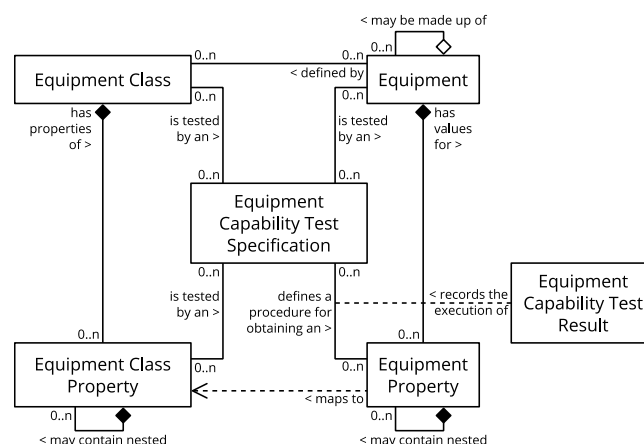 < may be made up of
0..n
0..n
0..n
Equipment Class
Equipment
< defined by
0..n
0..n
has
properties
of >
is tested
by an >
is tested
by an >
has
values
for >
0..n
0..n
Equipment
Capability Test
Specification
0..n
0..n
is tested
by an >
defines a
procedure for
obtaining an >
< records the
execution of
Equipment
Capability Test
Result
0..n
0..n
0..n
0..n
Equipment Class
Property
Equipment
Property
< maps to
0..n
0..n
< may contain nested
< may contain nested